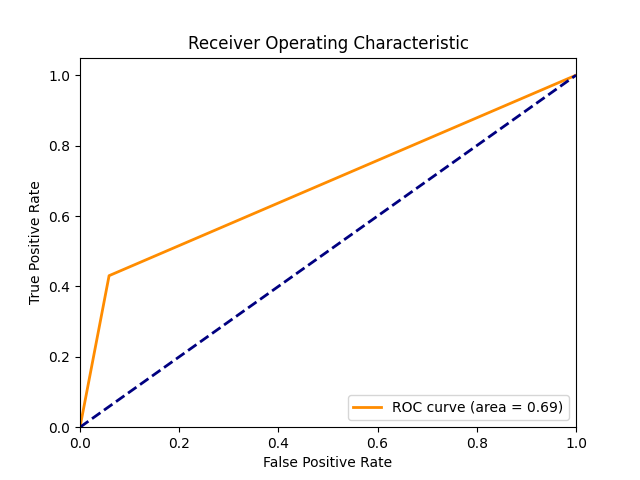 Receiver Operating Characteristic
True Positive Rate
1.0
0.8
0.6
0.4
0.2
0.0
ROC curve (area = 0.69)
0.0 0.2 0.4 0.6 0.8 1.0
False Positive Rate